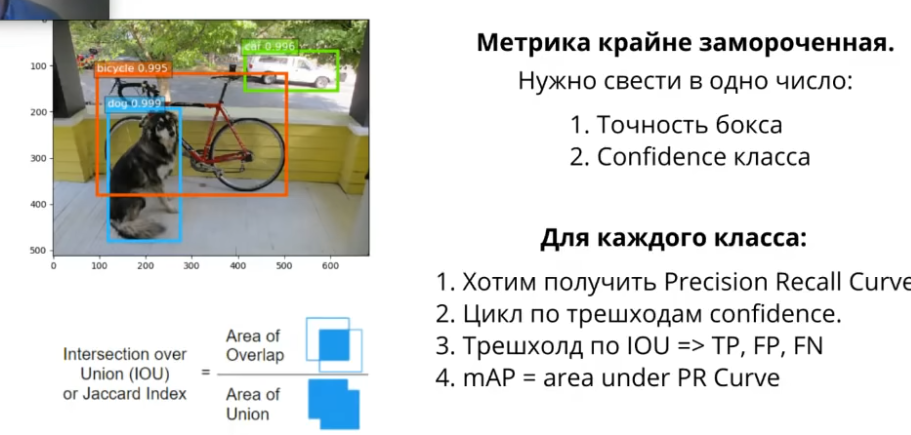 Метрика крайне замороченная.
Нужно свести в одно число:
1. Точность бокса
2. Confidence класса
Для каждого класса:
1. Хотим получить Precision Recall Curve
2. Цикл по трешходам confidence.
3. Трешхолд по IOU => TP, FP, FN
4. mAP = area under PR Curve
0
100
200
300
400
500
0 100 200 300 400 500 600
car 0.996
bicycle 0.995
dog 0.999
Intersection over
Union (IOU)
or Jaccard Index
=
Area of
Overlap
Area of
Union